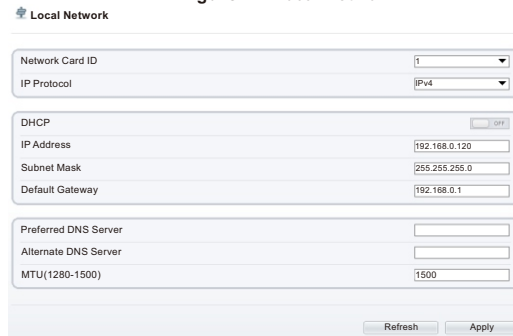 Local Network
Network Card ID 1
IP Protocol IPv4
DHCP OFF
IP Address 192.168.0.120
Subnet Mask 255.255.255.0
Default Gateway 192.168.0.1
Preferred DNS Server
Alternate DNS Server
MTU(1280-1500) 1500
Refresh Apply